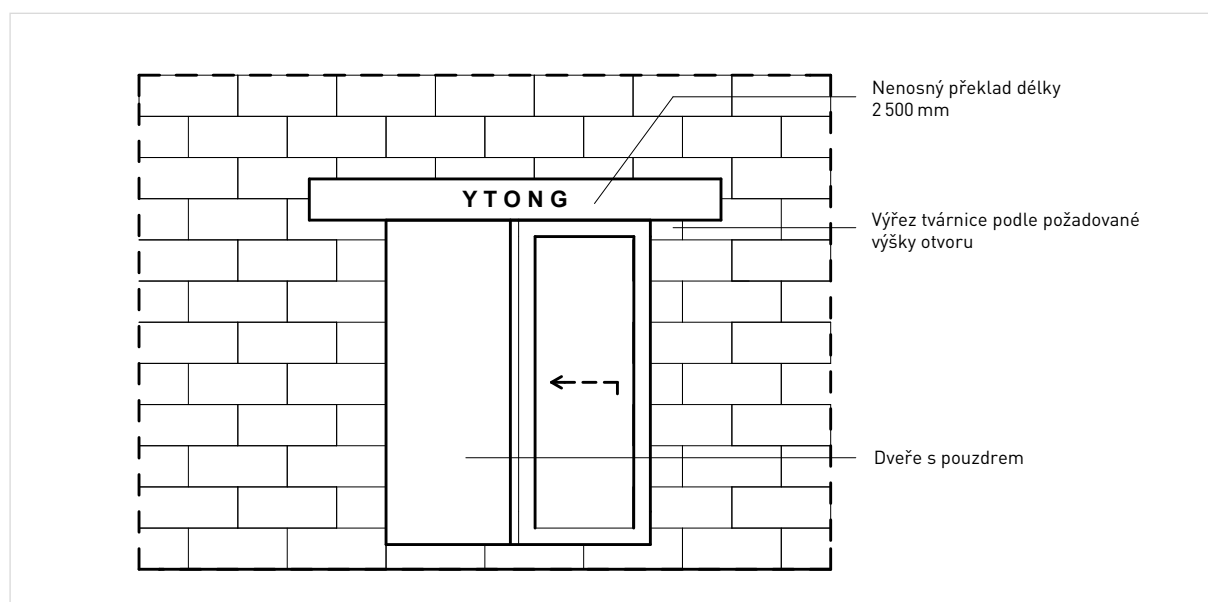 Nenosný překlad délky
2 500 mm
YTONG
Výřez tvárnice podle požadované
výšky otvoru
Dveře s pouzdrem